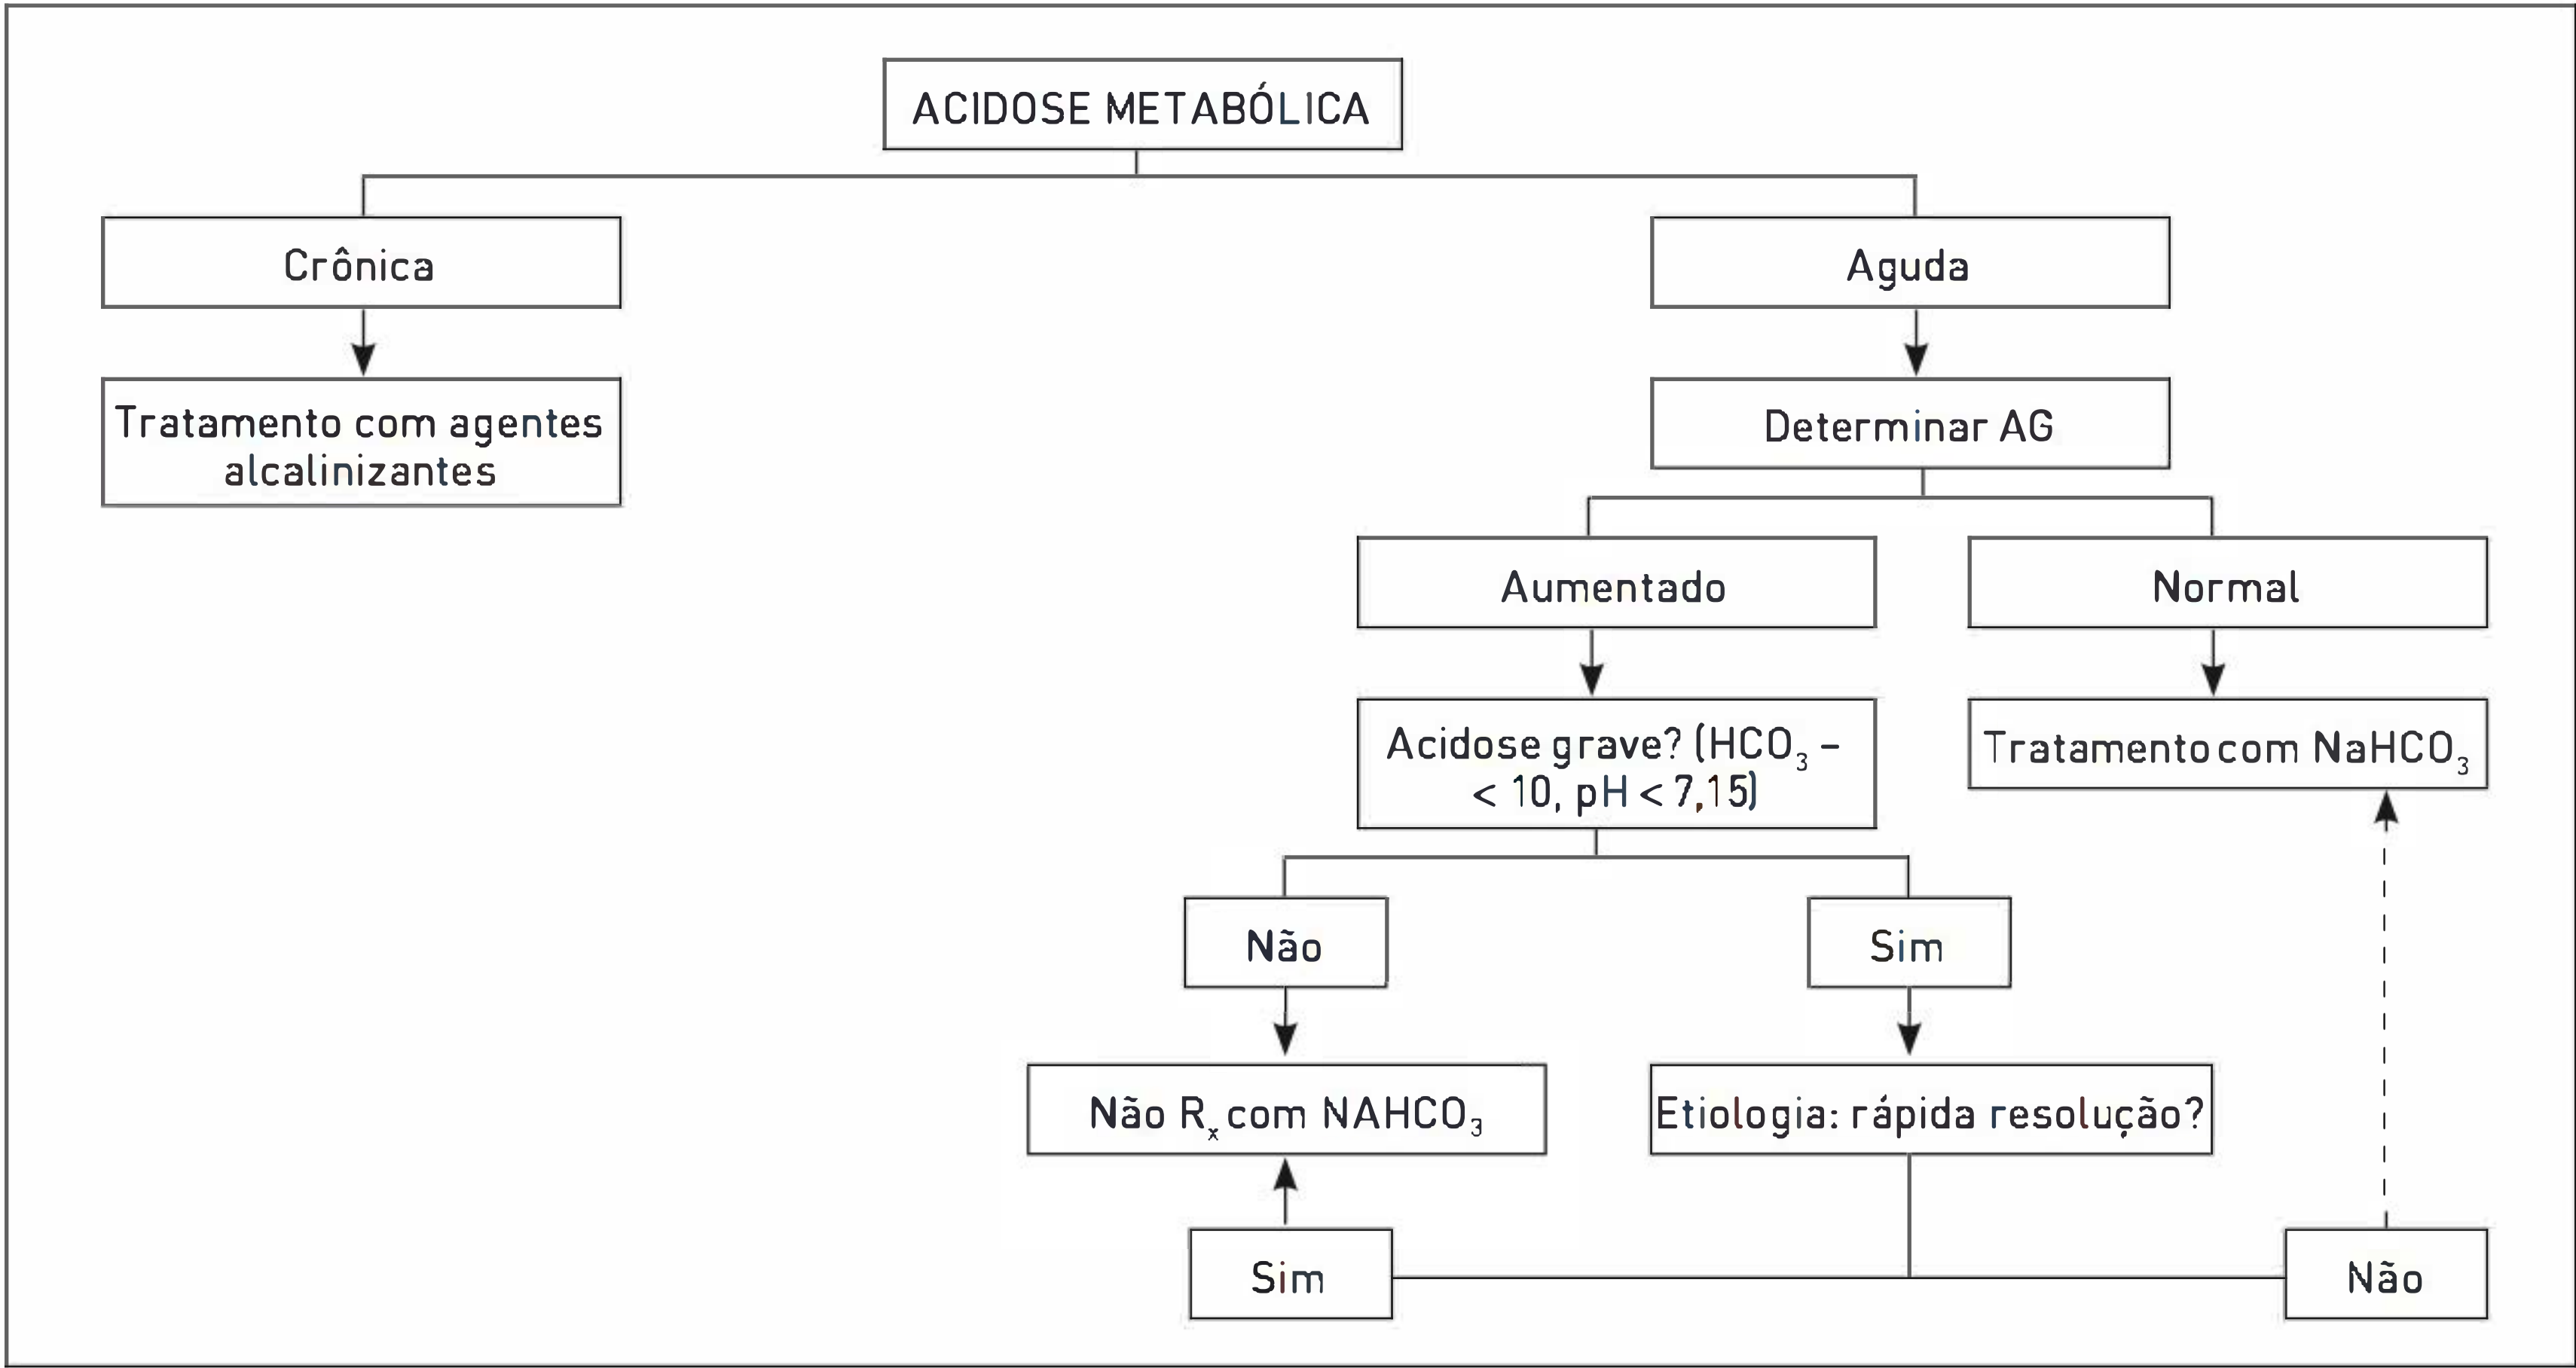 ACIDOSE METABÓLICA
Crônica
Aguda
Tratamento com agentes
alcalinizantes
Determinar AG
Aumentado
Normal
Acidose grave? (HCO₃ –
< 10, pH < 7,15)
Tratamento com NaHCO₃
Não
Sim
Não Rₓ com NAHCO₃
Etiologia: rápida resolução?
Sim
Não